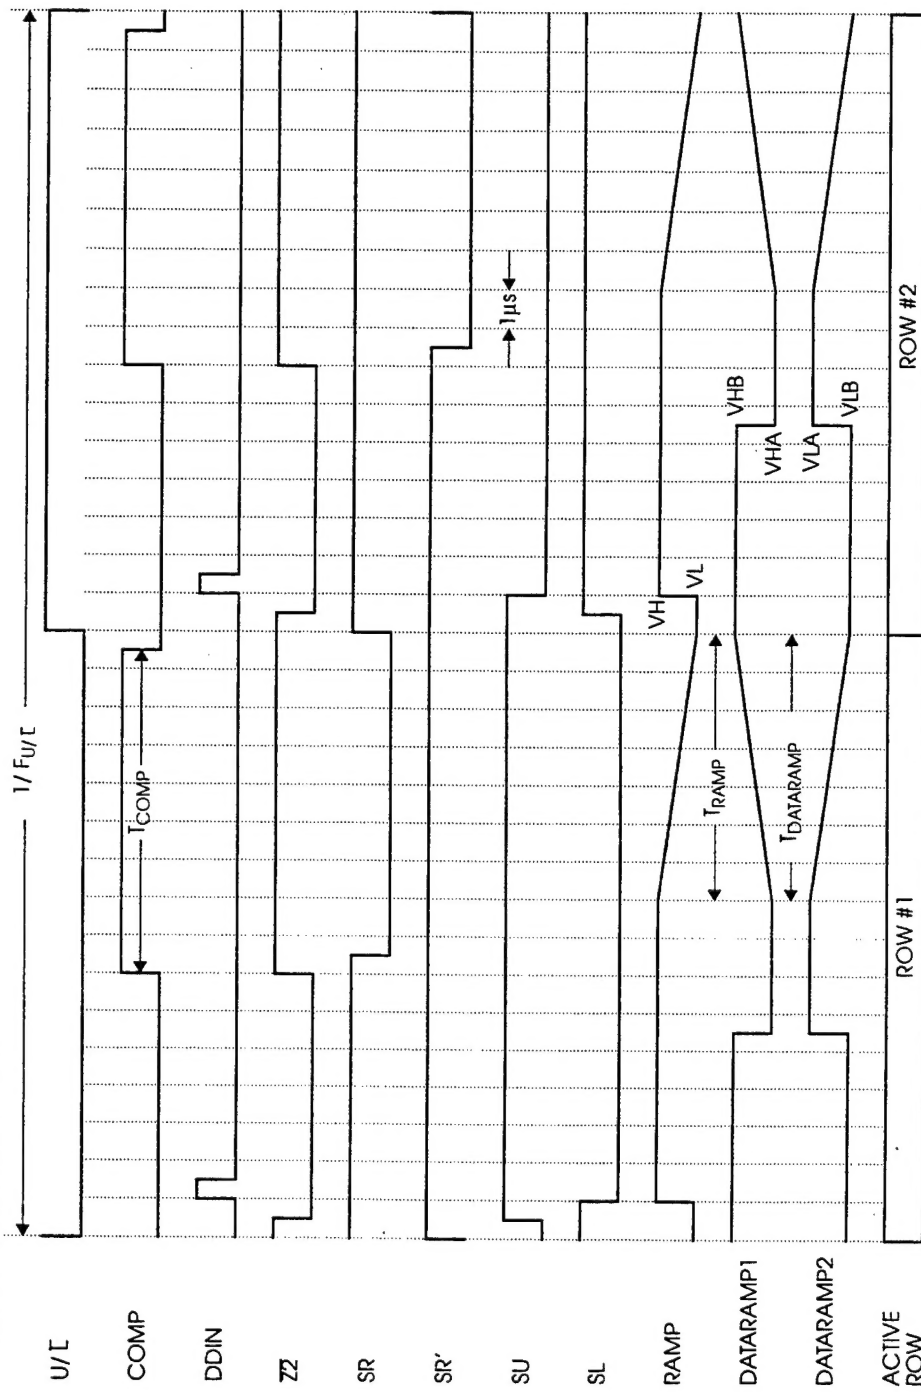 1/ FU/L
U/L
COMP
TCOMP
DDIN
Z2
SR
SR'
SU
1µs
SL
RAMP
VH
VL
TRAMP
DATARAMP1
VHB
VHA
TDATARAMP
DATARAMP2
VLA
VLB
ACTIVE
ROW
ROW #1
ROW #2